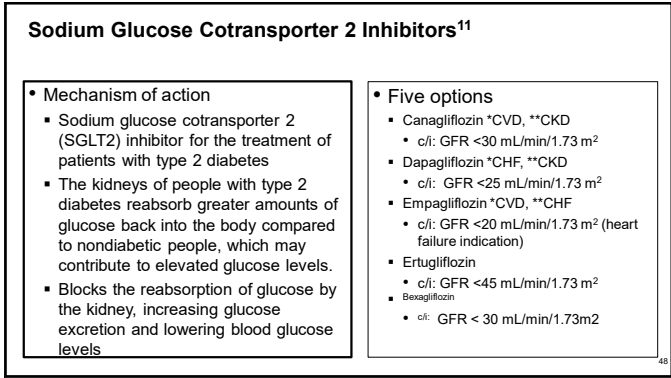 Sodium Glucose Cotransporter 2 Inhibitors¹¹
• Mechanism of action
▪ Sodium glucose cotransporter 2
(SGLT2) inhibitor for the treatment of
patients with type 2 diabetes
▪ The kidneys of people with type 2
diabetes reabsorb greater amounts of
glucose back into the body compared
to nondiabetic people, which may
contribute to elevated glucose levels.
▪ Blocks the reabsorption of glucose by
the kidney, increasing glucose
excretion and lowering blood glucose
levels
• Five options
▪ Canagliflozin *CVD, **CKD
• c/i: GFR <30 mL/min/1.73 m²
▪ Dapagliflozin *CHF, **CKD
• c/i: GFR <25 mL/min/1.73 m²
▪ Empagliflozin *CVD, **CHF
• c/i: GFR <20 mL/min/1.73 m² (heart
failure indication)
▪ Ertugliflozin
• c/i: GFR <45 mL/min/1.73 m²
▪ Bexagliflozin
• c/i: GFR < 30 mL/min/1.73m2
48